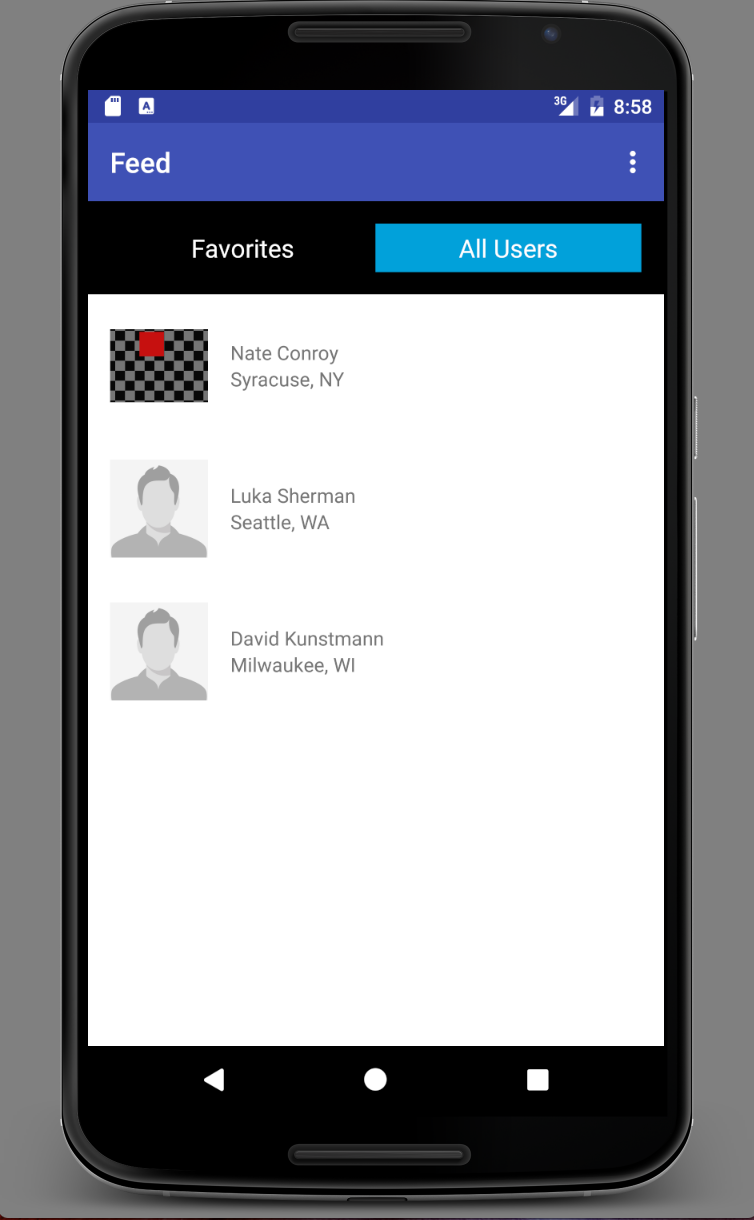 3G 8:58
Feed
Favorites All Users
Nate Conroy
Syracuse, NY
Luka Sherman
Seattle, WA
David Kunstmann
Milwaukee, WI